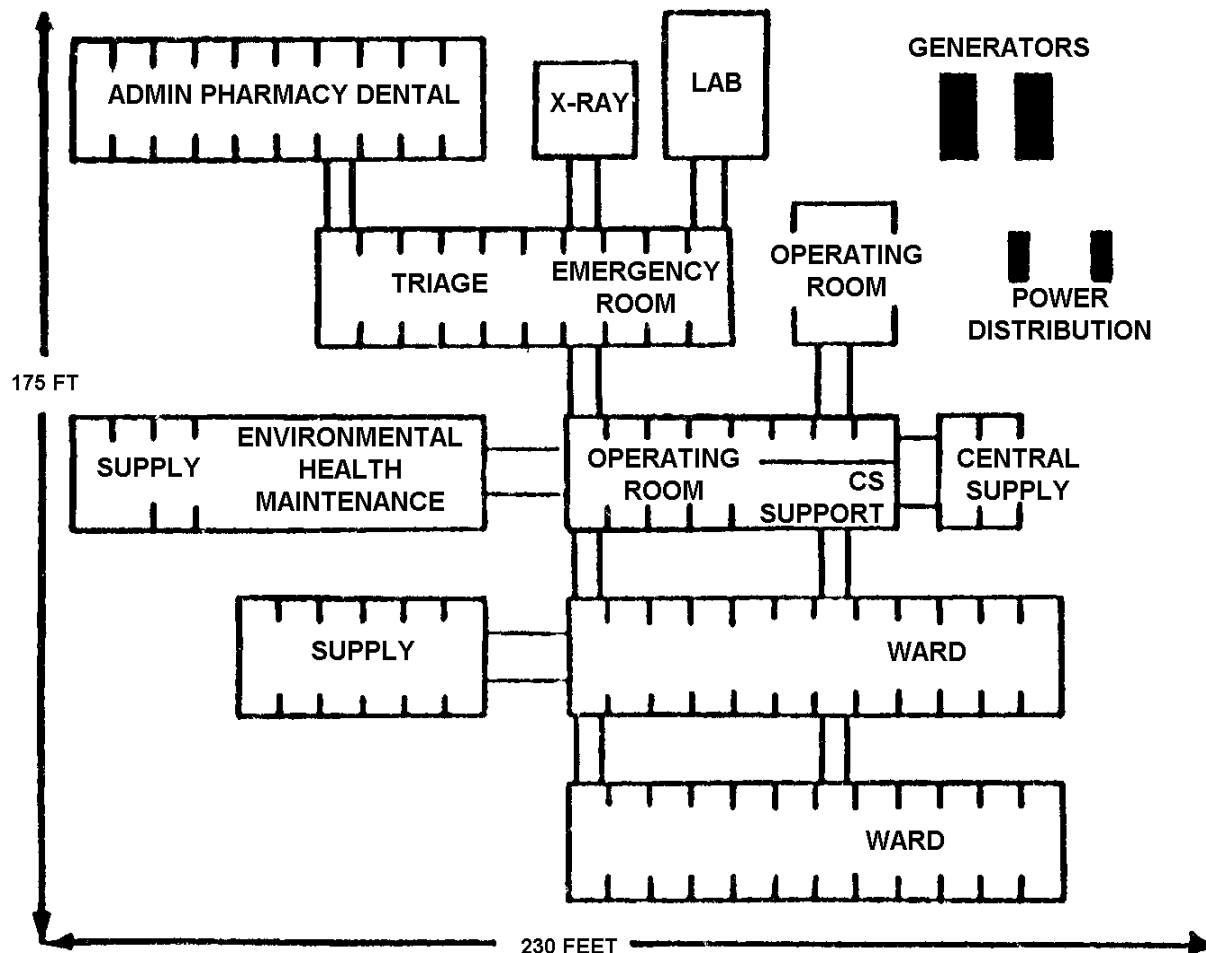 GENERATORS
ADMIN PHARMACY DENTAL
X-RAY
LAB
TRIAGE
EMERGENCY
ROOM
OPERATING
ROOM
POWER
DISTRIBUTION
175 FT
SUPPLY
ENVIRONMENTAL
HEALTH
MAINTENANCE
OPERATING
ROOM
CS
SUPPORT
CENTRAL
SUPPLY
SUPPLY
WARD
WARD
230 FEET